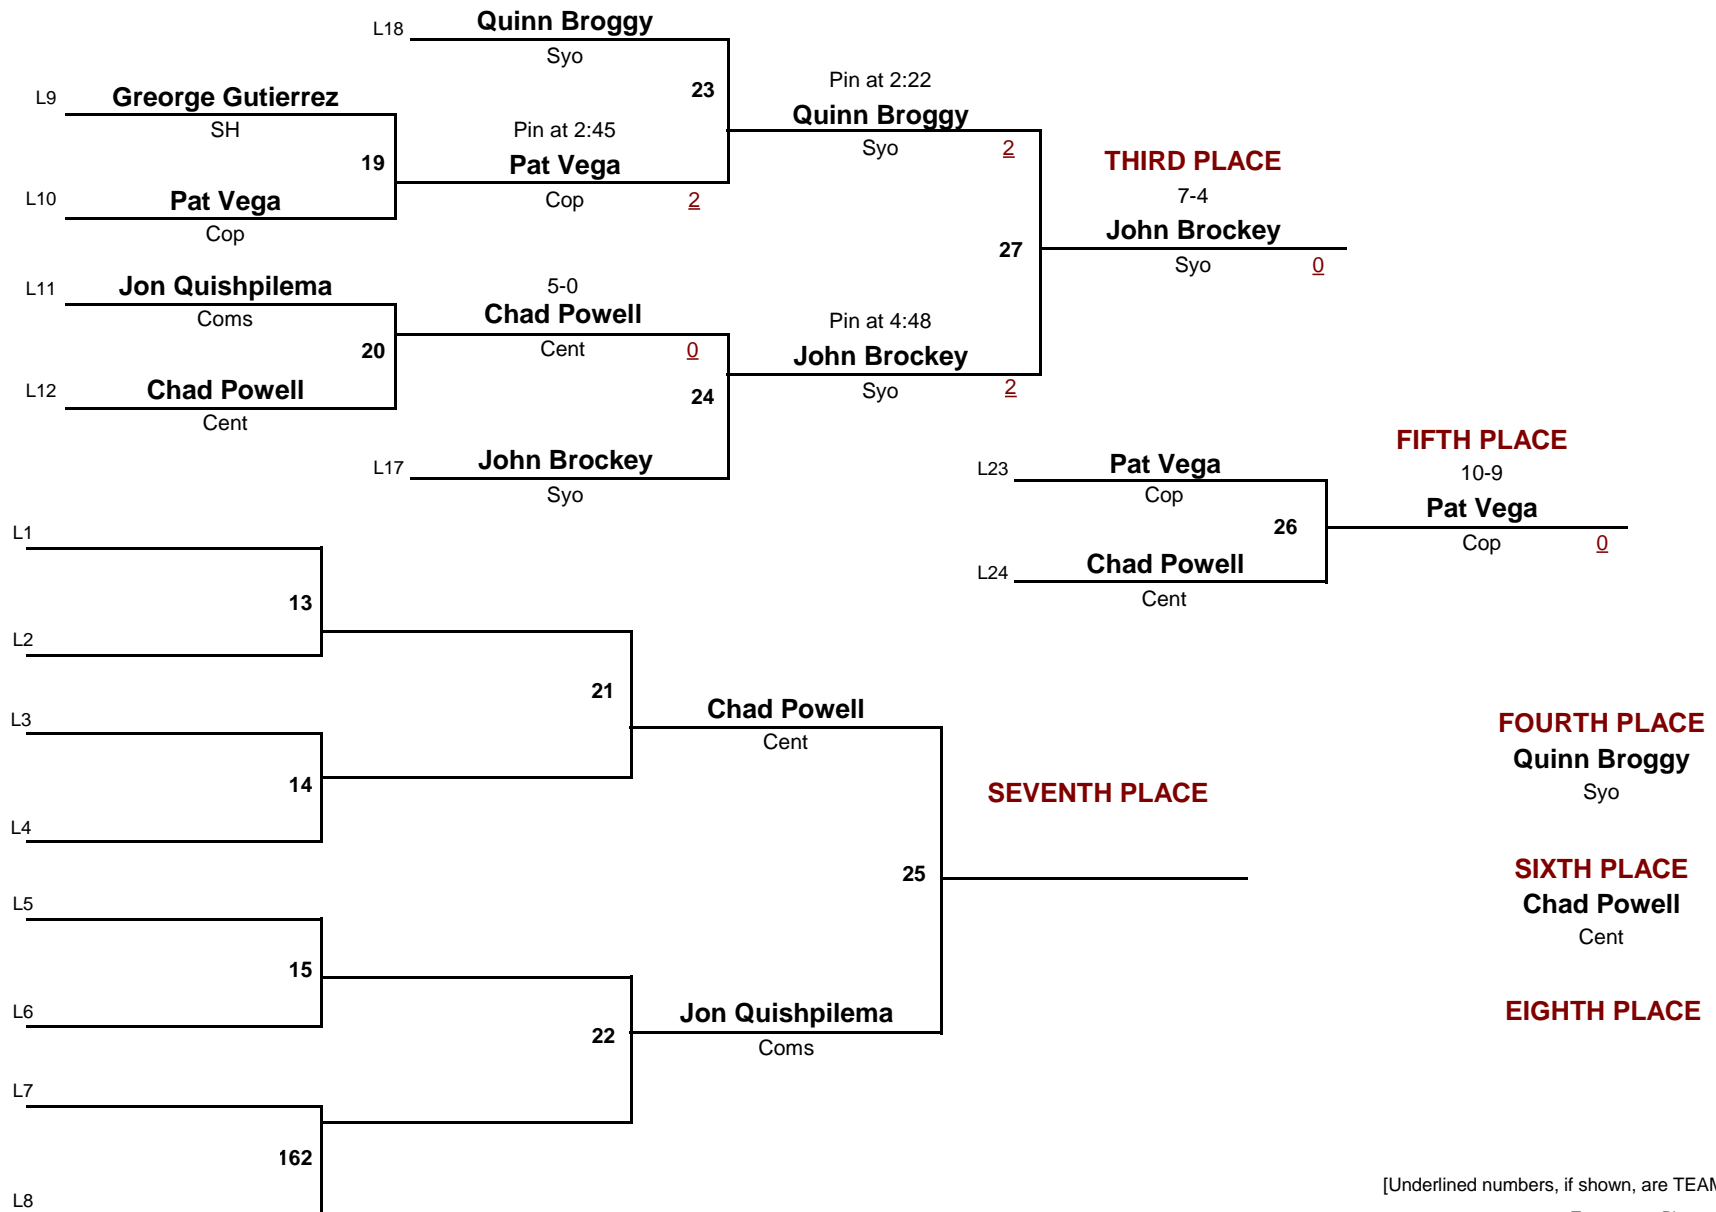 L18 Quinn Broggy
Syo
23
Pin at 2:22
L9 Greorge Gutierrez
SH
Pin at 2:45
Quinn Broggy
Syo 2
19
Pat Vega
Cop 2
THIRD PLACE
7-4
John Brockey
Syo 0
L10 Pat Vega
Cop
27
L11 Jon Quishpilema
Coms
5-0
Chad Powell
Cent 0
20
Pin at 4:48
John Brockey
Syo 2
L12 Chad Powell
Cent
24
L17 John Brockey
Syo
L23 Pat Vega
Cop
FIFTH PLACE
10-9
Pat Vega
Cop 0
26
L24 Chad Powell
Cent
L1
13
L2
21
L3
Chad Powell
Cent
14
L4
SEVENTH PLACE
FOURTH PLACE
Quinn Broggy
Syo
25
SIXTH PLACE
Chad Powell
Cent
L5
15
L6
22
Jon Quishpilema
Coms
EIGHTH PLACE
L7
162
L8
[Underlined numbers, if shown, are TEAM